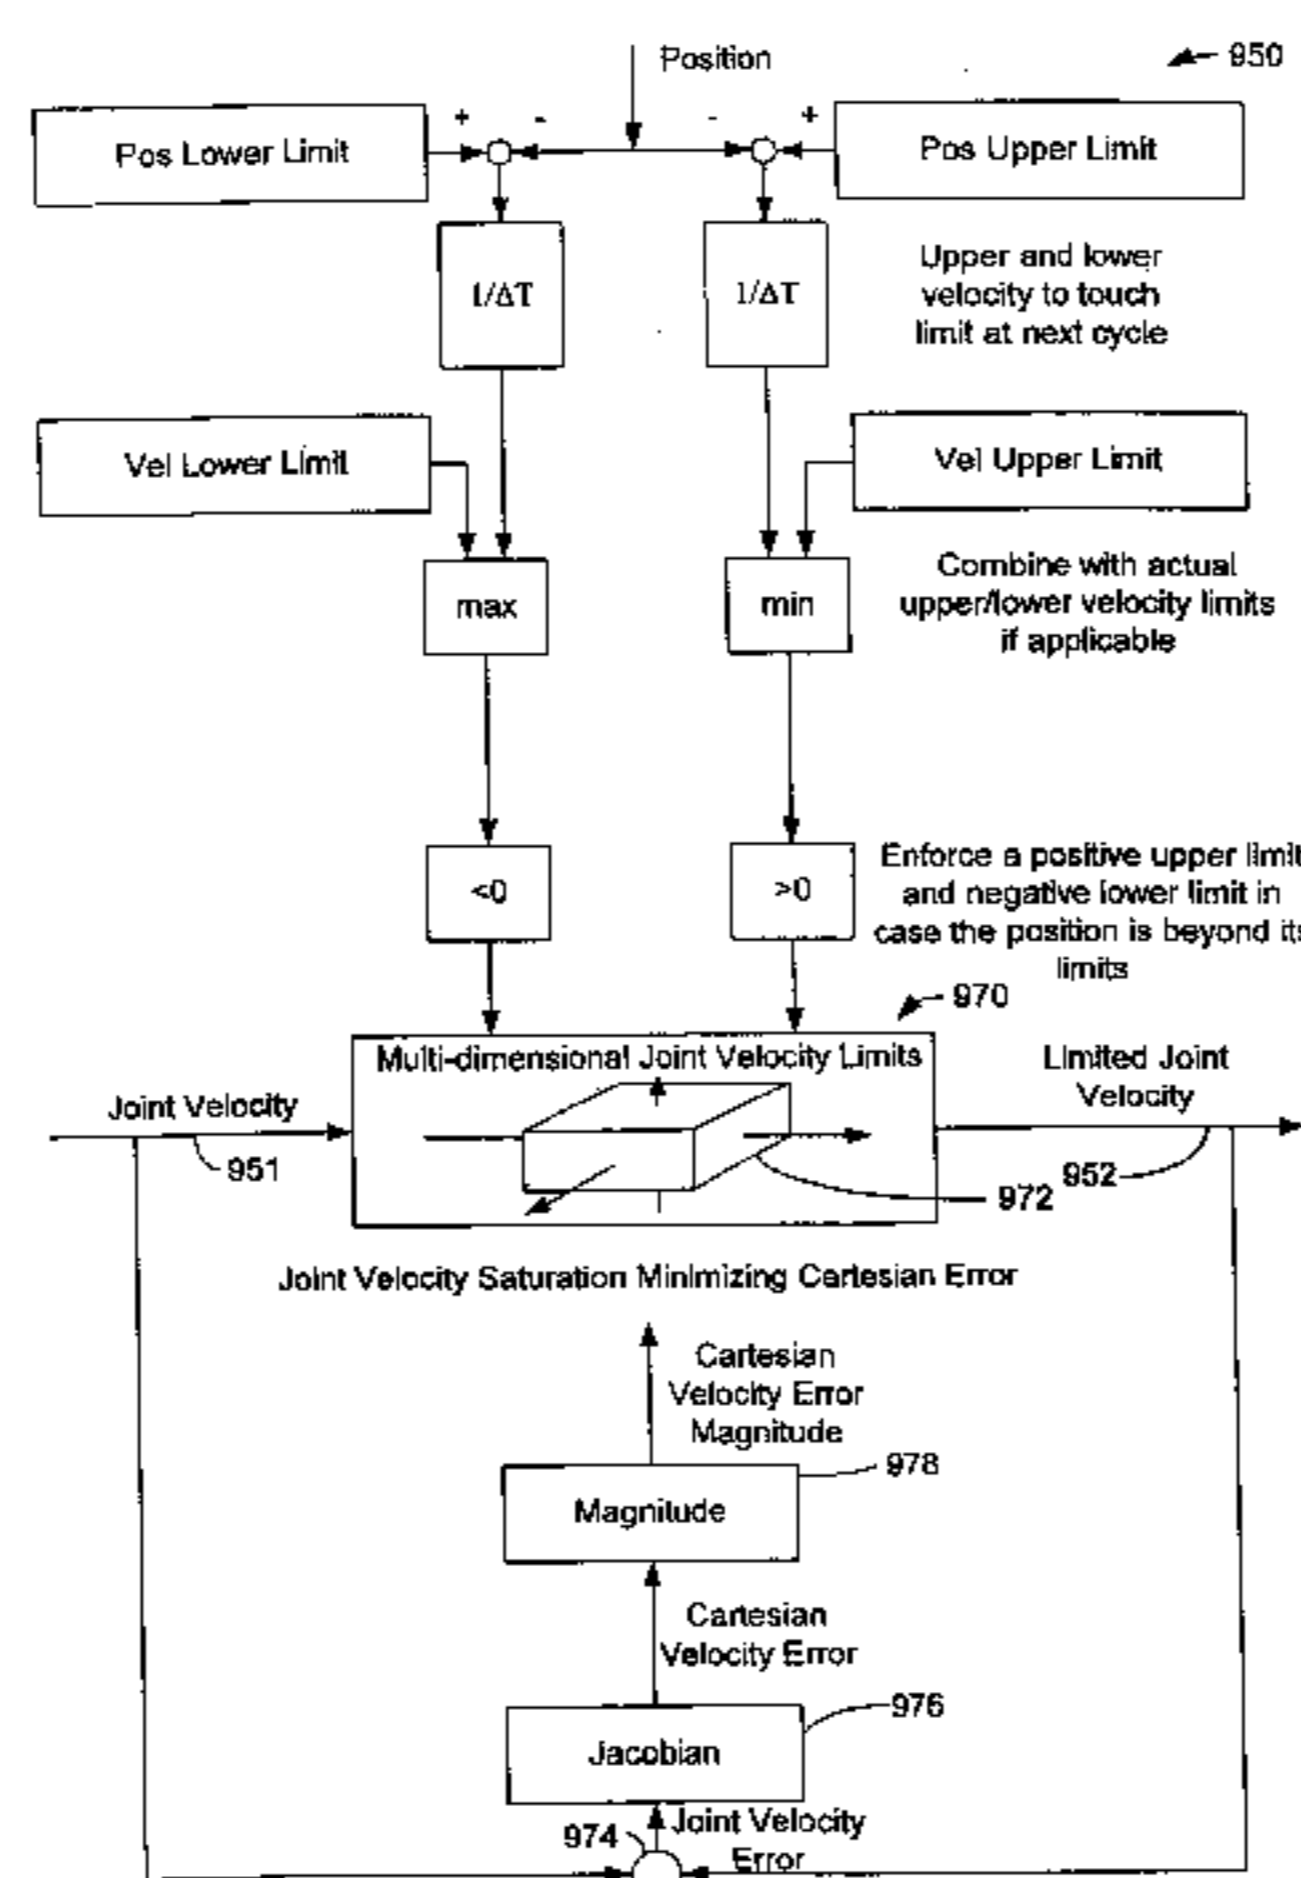 Position
950
+
-
-
+
Pos Lower Limit
Pos Upper Limit
1/ΔT
1/ΔT
Upper and lower
velocity to touch
limit at next cycle
Vel Lower Limit
Vel Upper Limit
max
min
Combine with actual
upper/lower velocity limits
if applicable
<0
>0
Enforce a positive upper limit
and negative lower limit in
case the position is beyond its
limits
970
Multi-dimensional Joint Velocity Limits
Limited Joint
Velocity
Joint Velocity
951
952
972
Joint Velocity Saturation Minimizing Cartesian Error
Cartesian
Velocity Error
Magnitude
978
Magnitude
Cartesian
Velocity Error
976
Jacobian
974
Joint Velocity
Error